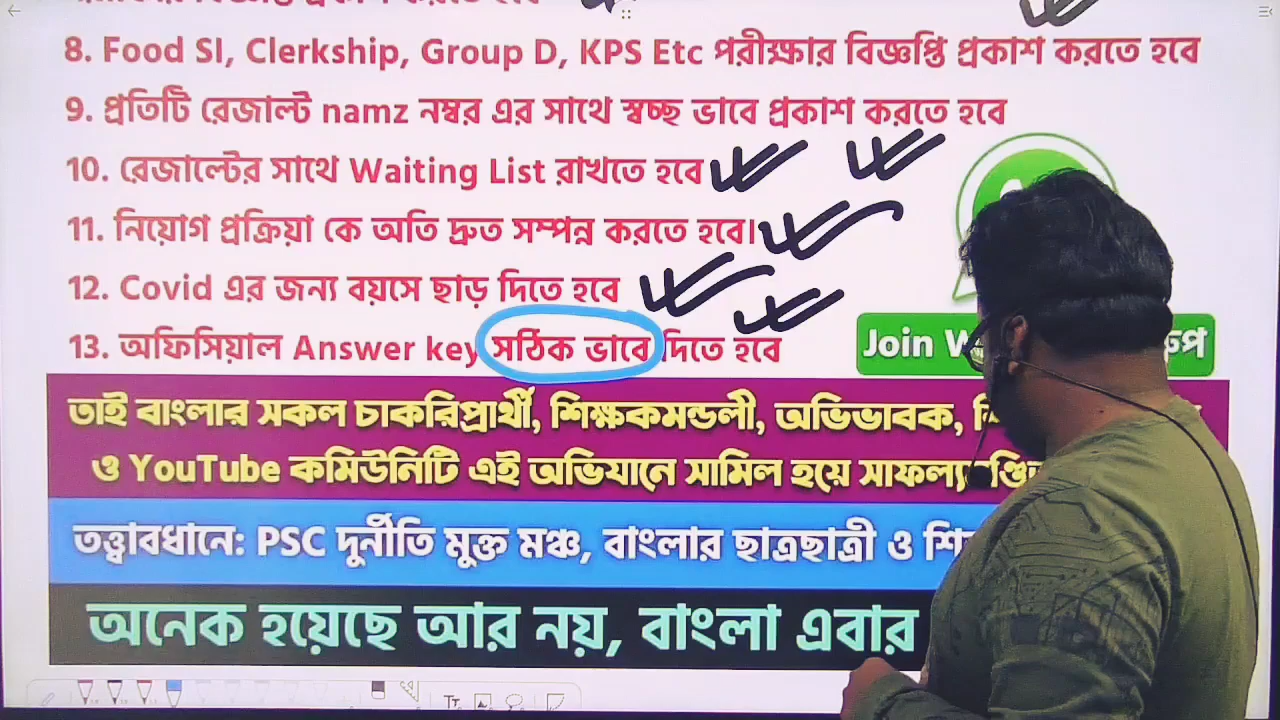 8. Food SI, Clerkship, Group D, KPS Etc পরীক্ষার বিজ্ঞপ্তি প্রকাশ করতে হবে
9. প্রতিটি রেজাল্ট namz নম্বর এর সাথে স্বচ্ছ ভাবে প্রকাশ করতে হবে
10. রেজাল্টের সাথে Waiting List রাখতে হবে
11. নিয়োগ প্রক্রিয়া কে অতি দ্রুত সম্পন্ন করতে হবে।
12. Covid এর জন্য বয়সে ছাড় দিতে হবে
13. অফিসিয়াল Answer key সঠিক ভাবে দিতে হবে
Join
তাই বাংলার সকল চাকরিপ্রার্থী, শিক্ষকমন্ডলী, অভিভাবক,
ও YouTube কমিউনিটি এই অভিযানে সামিল হয়ে
তত্ত্বাবধানে: PSC দুর্নীতি মুক্ত মঞ্চ, বাংলার ছাত্রছাত্রী ও
অনেক হয়েছে আর নয়, বাংলা এবার